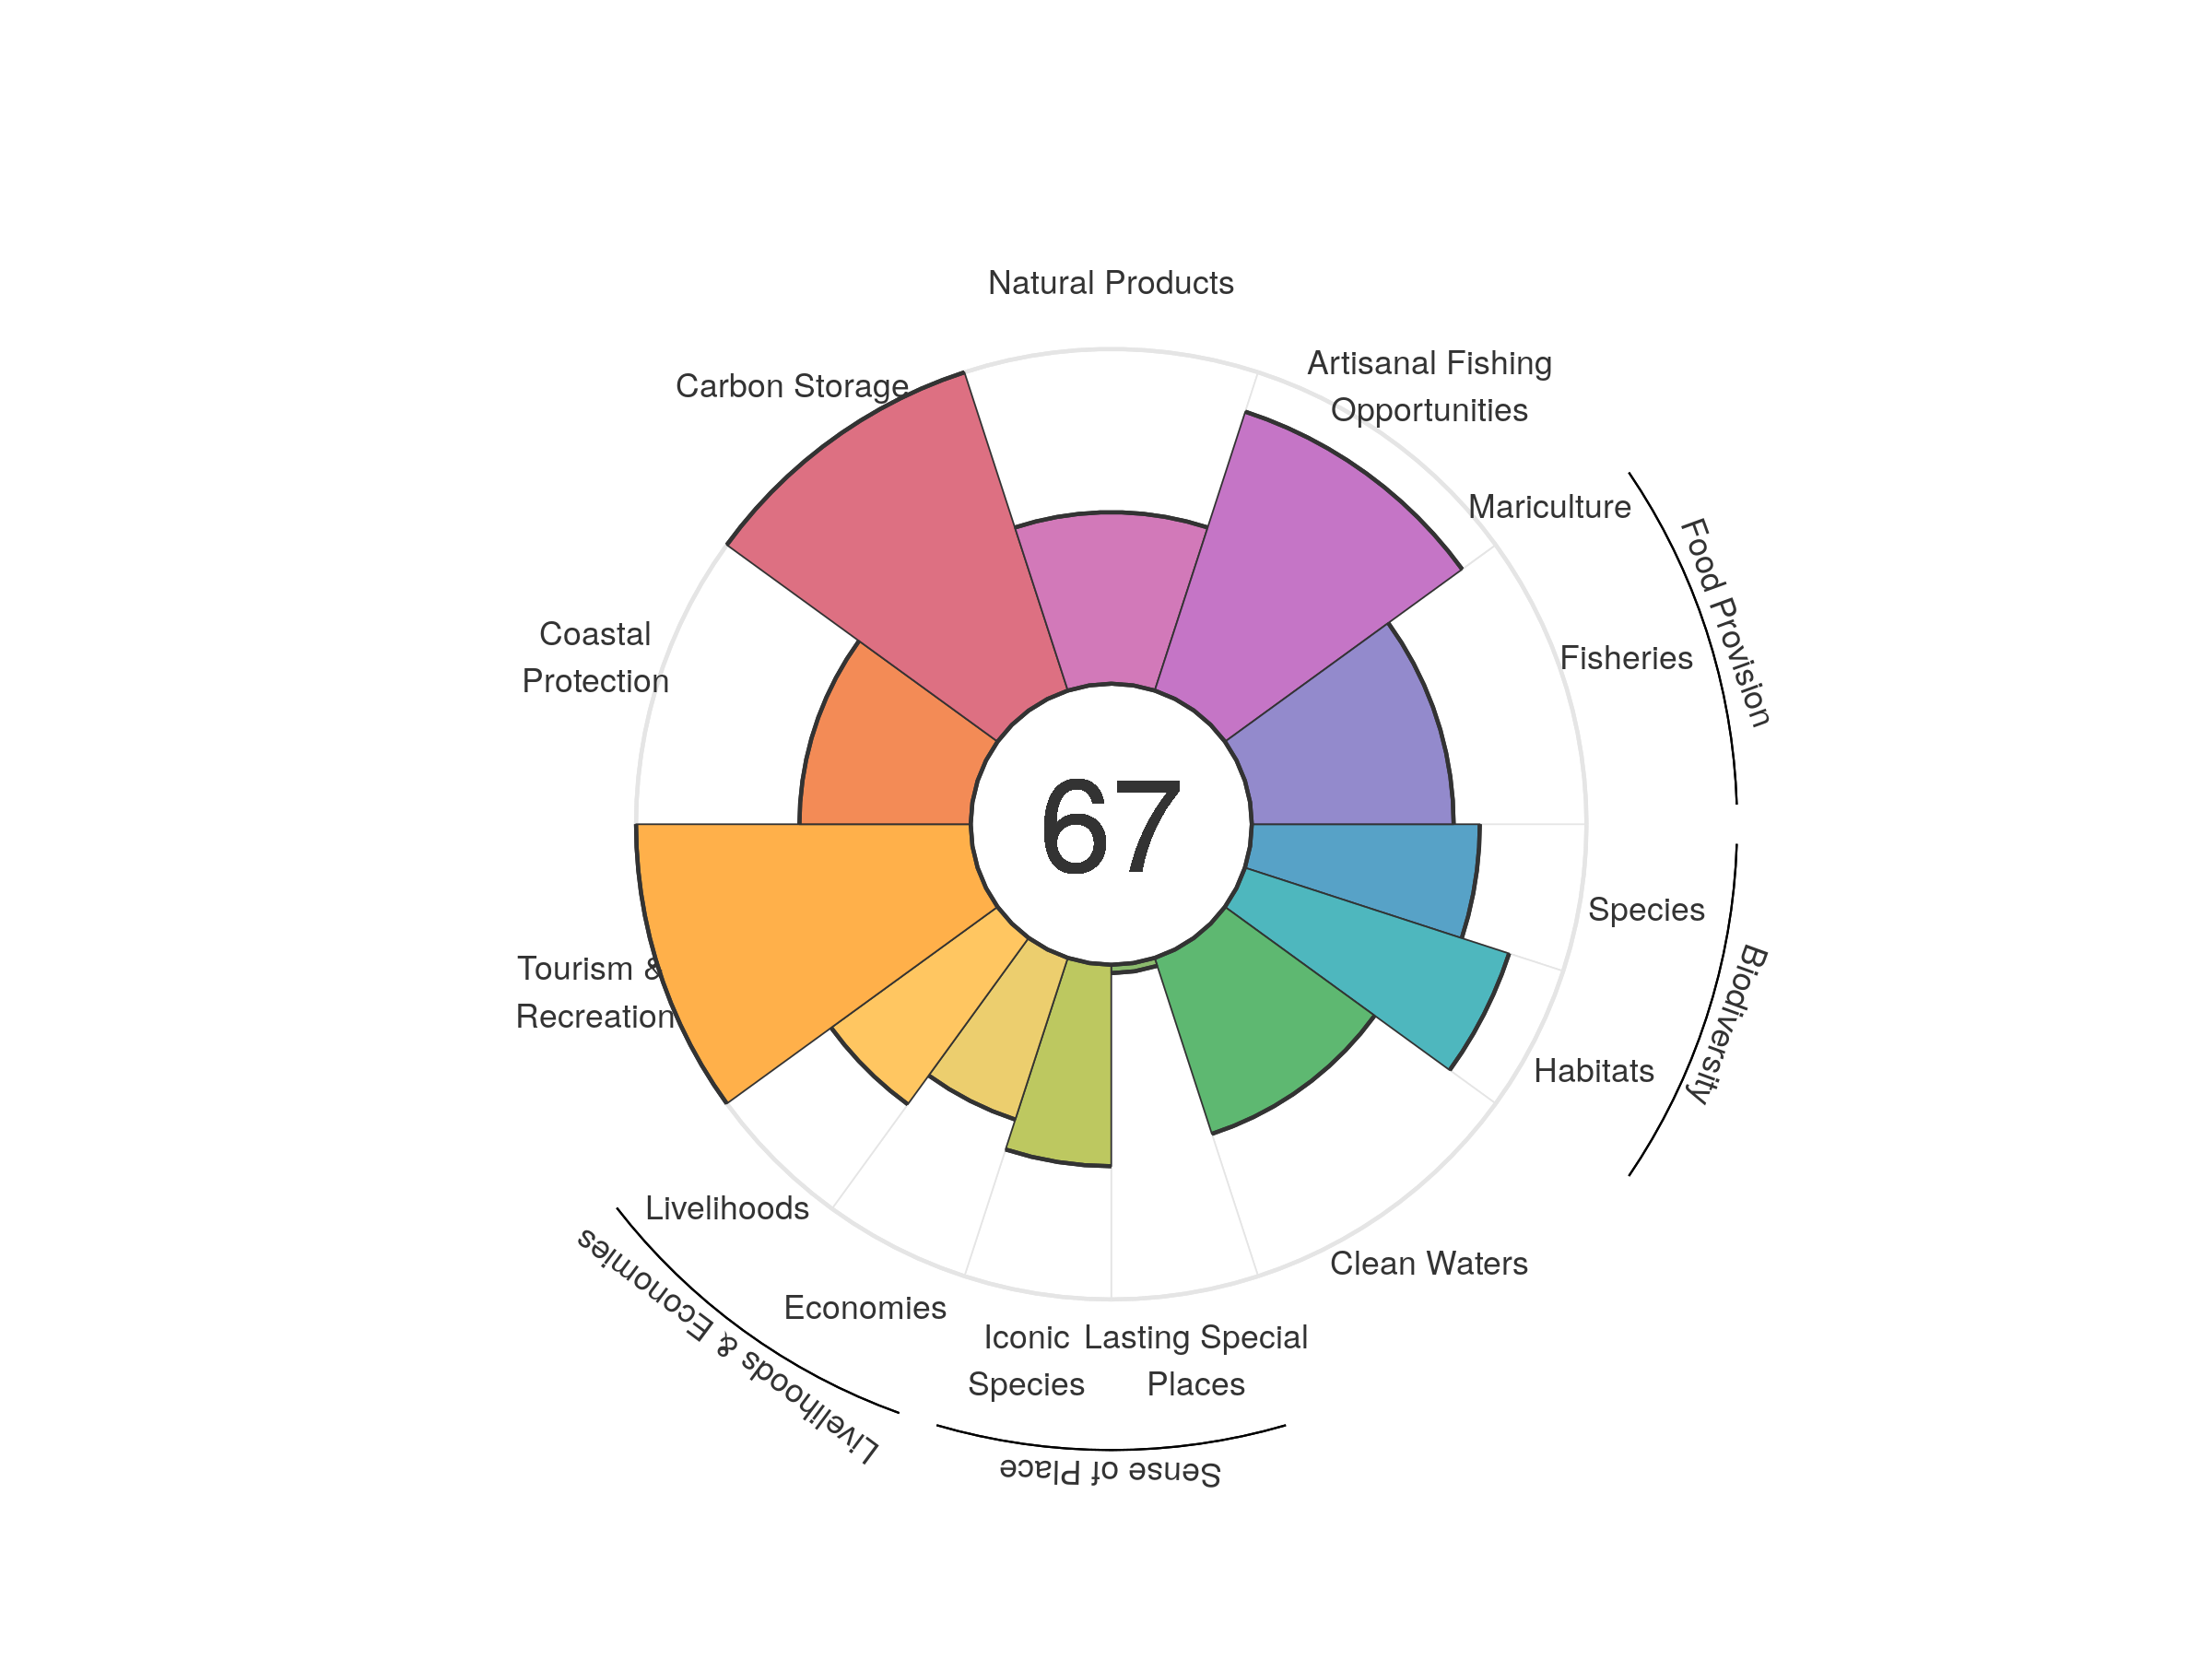 Natural Products
Artisanal Fishing
Opportunities
Carbon Storage
Mariculture
Food Provision
Coastal
Protection
Fisheries
67
Species
Biodiversity
Tourism &
Recreation
Habitats
Livelihoods
Clean Waters
Livelihoods & Economies
Economies
Iconic
Species
Lasting Special
Places
Sense of Place